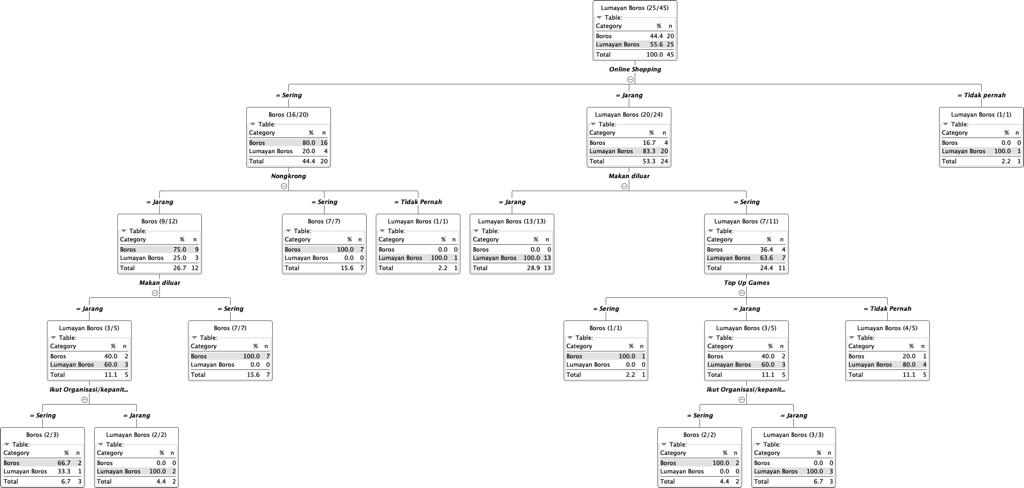 Lumayan Boros (25/45)
Table:
Category % n
Boros 44.4 20
Lumayan Boros 55.6 25
Total 100.0 45
Online Shopping
= Sering
= Jarang
= Tidak pernah
Boros (16/20)
Table:
Category % n
Boros 80.0 16
Lumayan Boros 20.0 4
Total 44.4 20
Lumayan Boros (20/24)
Table:
Category % n
Boros 16.7 4
Lumayan Boros 83.3 20
Total 53.3 24
Lumayan Boros (1/1)
Table:
Category % n
Boros 0.0 0
Lumayan Boros 100.0 1
Total 2.2 1
Nongkrong
Makan diluar
= Jarang
= Sering
= Tidak Pernah
= Jarang
= Sering
Boros (9/12)
Table:
Category % n
Boros 75.0 9
Lumayan Boros 25.0 3
Total 26.7 12
Boros (7/7)
Table:
Category % n
Boros 100.0 7
Lumayan Boros 0.0 0
Total 15.6 7
Lumayan Boros (1/1)
Table:
Category % n
Boros 0.0 0
Lumayan Boros 100.0 1
Total 2.2 1
Lumayan Boros (13/13)
Table:
Category % n
Boros 0.0 0
Lumayan Boros 100.0 13
Total 28.9 13
Lumayan Boros (7/11)
Table:
Category % n
Boros 36.4 4
Lumayan Boros 63.6 7
Total 24.4 11
Makan diluar
Top Up Games
= Jarang
= Sering
= Sering
= Jarang
= Tidak Pernah
Lumayan Boros (3/5)
Table:
Category % n
Boros 40.0 2
Lumayan Boros 60.0 3
Total 11.1 5
Boros (7/7)
Table:
Category % n
Boros 100.0 7
Lumayan Boros 0.0 0
Total 15.6 7
Boros (1/1)
Table:
Category % n
Boros 100.0 1
Lumayan Boros 0.0 0
Total 2.2 1
Lumayan Boros (3/5)
Table:
Category % n
Boros 40.0 2
Lumayan Boros 60.0 3
Total 11.1 5
Lumayan Boros (4/5)
Table:
Category % n
Boros 20.0 1
Lumayan Boros 80.0 4
Total 11.1 5
Ikut Organisasi/kepanit...
Ikut Organisasi/kepanit...
= Sering
= Jarang
= Sering
= Jarang
Boros (2/3)
Table:
Category % n
Boros 66.7 2
Lumayan Boros 33.3 1
Total 6.7 3
Lumayan Boros (2/2)
Table:
Category % n
Boros 0.0 0
Lumayan Boros 100.0 2
Total 4.4 2
Boros (2/2)
Table:
Category % n
Boros 100.0 2
Lumayan Boros 0.0 0
Total 4.4 2
Lumayan Boros (3/3)
Table:
Category % n
Boros 0.0 0
Lumayan Boros 100.0 3
Total 6.7 3